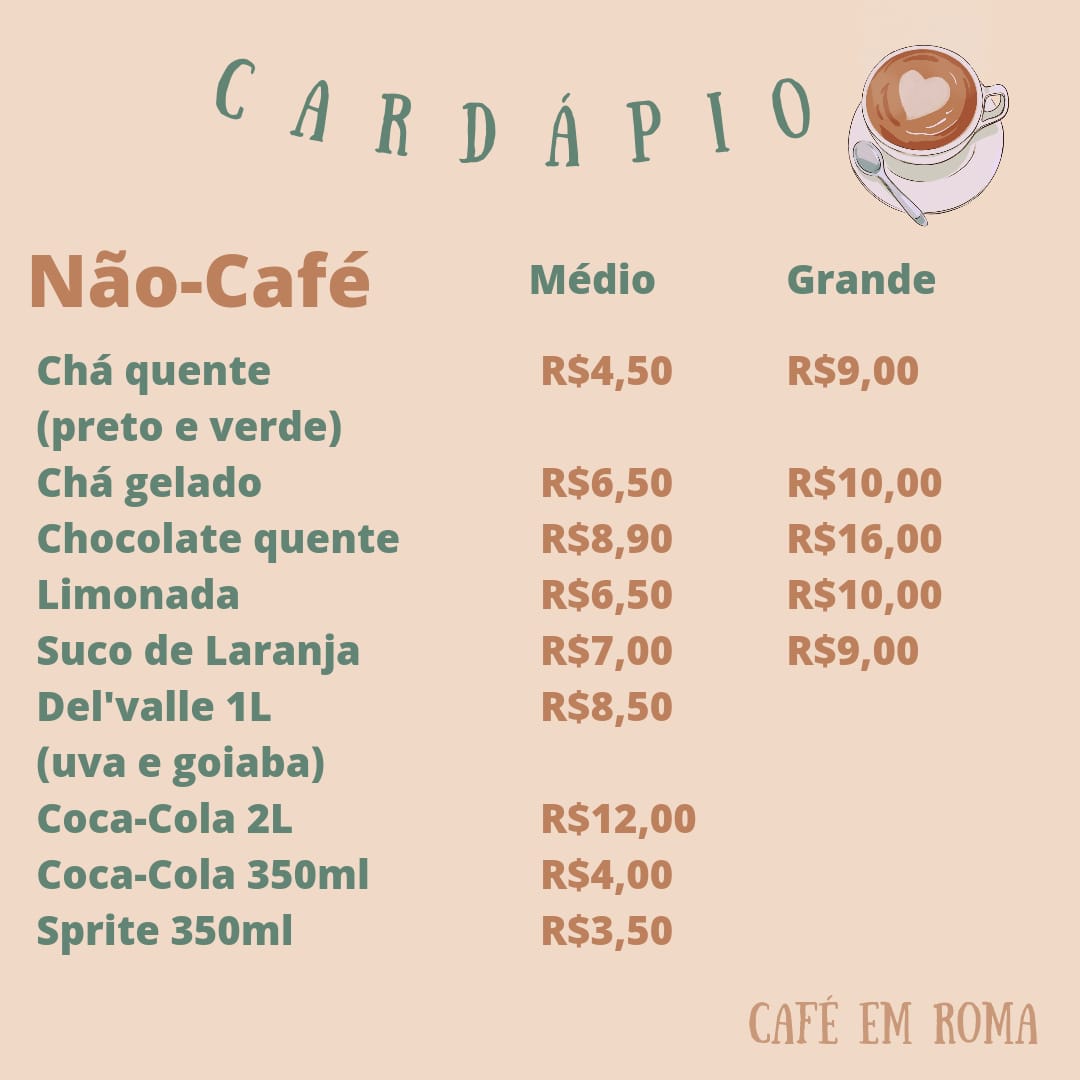 CARDÁPIO
Não-Café Médio Grande
Chá quente R$4,50 R$9,00
(preto e verde)
Chá gelado R$6,50 R$10,00
Chocolate quente R$8,90 R$16,00
Limonada R$6,50 R$10,00
Suco de Laranja R$7,00 R$9,00
Del'valle 1L R$8,50
(uva e goiaba)
Coca-Cola 2L R$12,00
Coca-Cola 350ml R$4,00
Sprite 350ml R$3,50
CAFÉ EM ROMA